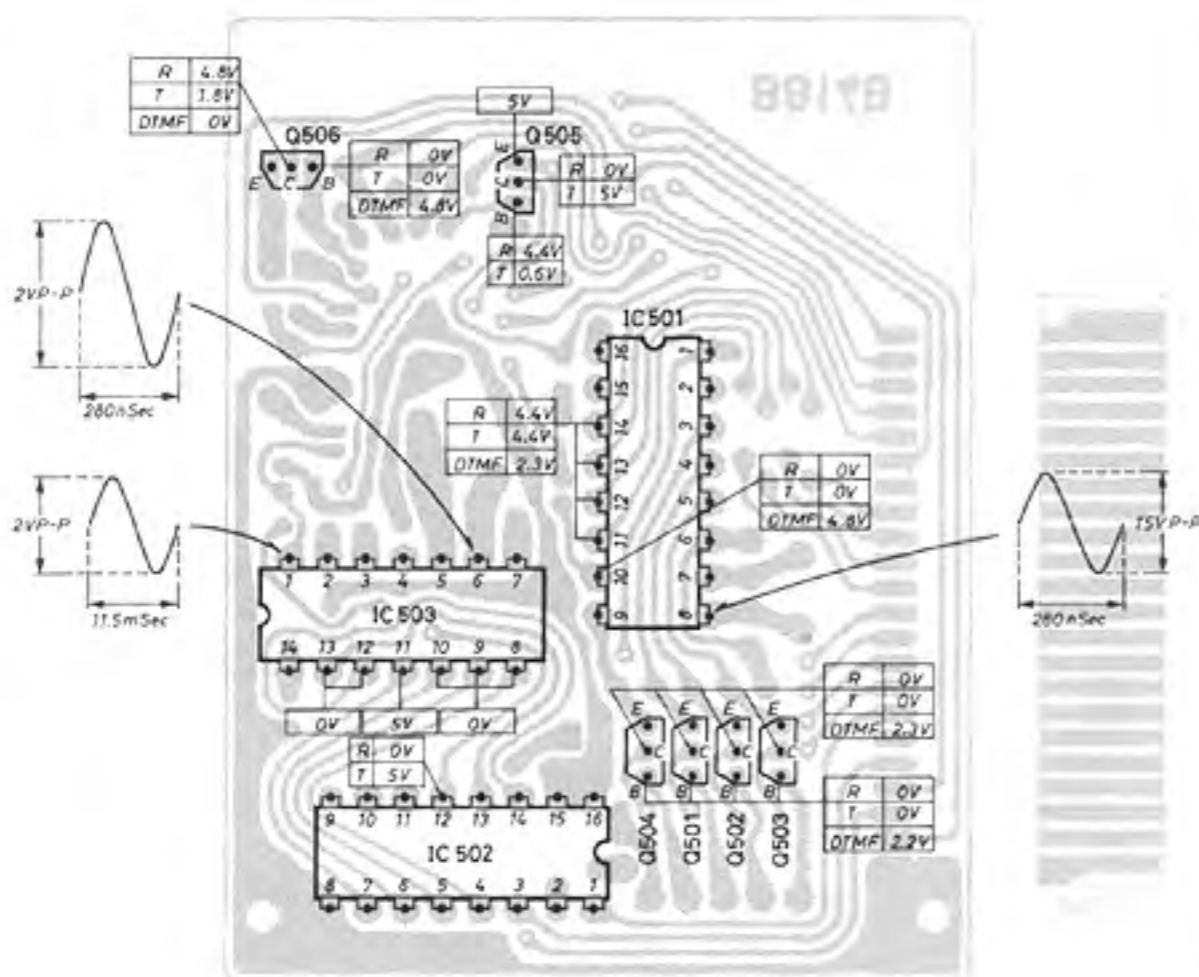 R 4.8V
T 1.8V
DTMF 0V
Q506
E C B
R 0V
T 0V
DTMF 4.8V
5V
Q505
E
C
B
R 0V
T 5V
R 4.4V
T 0.6V
B814B
2VP-P
280nSec
2VP-P
11.5mSec
IC501
16 1
15 2
14 3
13 4
12 5
11 6
10 7
9 8
R 4.4V
T 4.4V
DTMF 2.3V
R 0V
T 0V
DTMF 4.8V
15VP-P
280nSec
1 2 3 4 5 6 7
IC503
14 13 12 11 10 9 8
0V 5V 0V
R 0V
T 5V
9 10 11 12 13 14 15 16
IC 502
8 7 6 5 4 3 2 1
E E E E
C C C C
B B B B
Q504 Q501 Q502 Q503
R 0V
T 0V
DTMF 2.3V
R 0V
T 0V
DTMF 2.2V